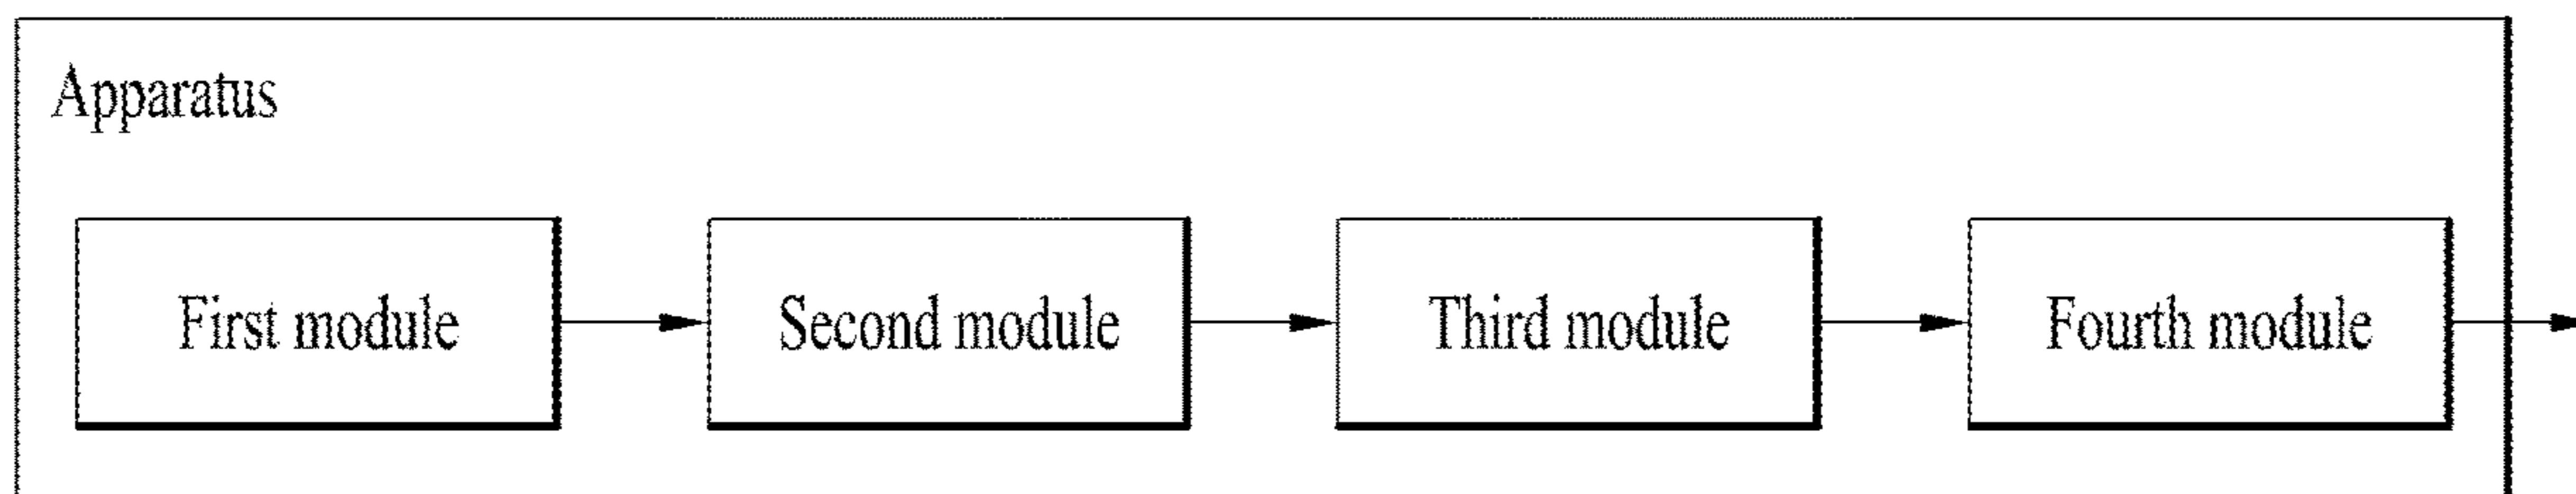 Apparatus
First module
Second module
Third module
Fourth module